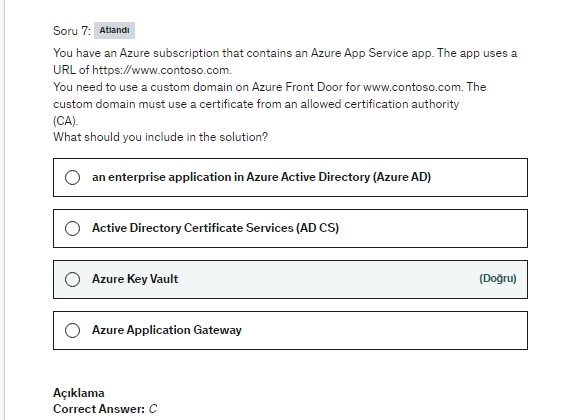 Soru 7: Atlandı
You have an Azure subscription that contains an Azure App Service app. The app uses a
URL of https://www.contoso.com.
You need to use a custom domain on Azure Front Door for www.contoso.com. The
custom domain must use a certificate from an allowed certification authority
(CA).
What should you include in the solution?
an enterprise application in Azure Active Directory (Azure AD)
Active Directory Certificate Services (AD CS)
Azure Key Vault (Doğru)
Azure Application Gateway
Açıklama
Correct Answer: C